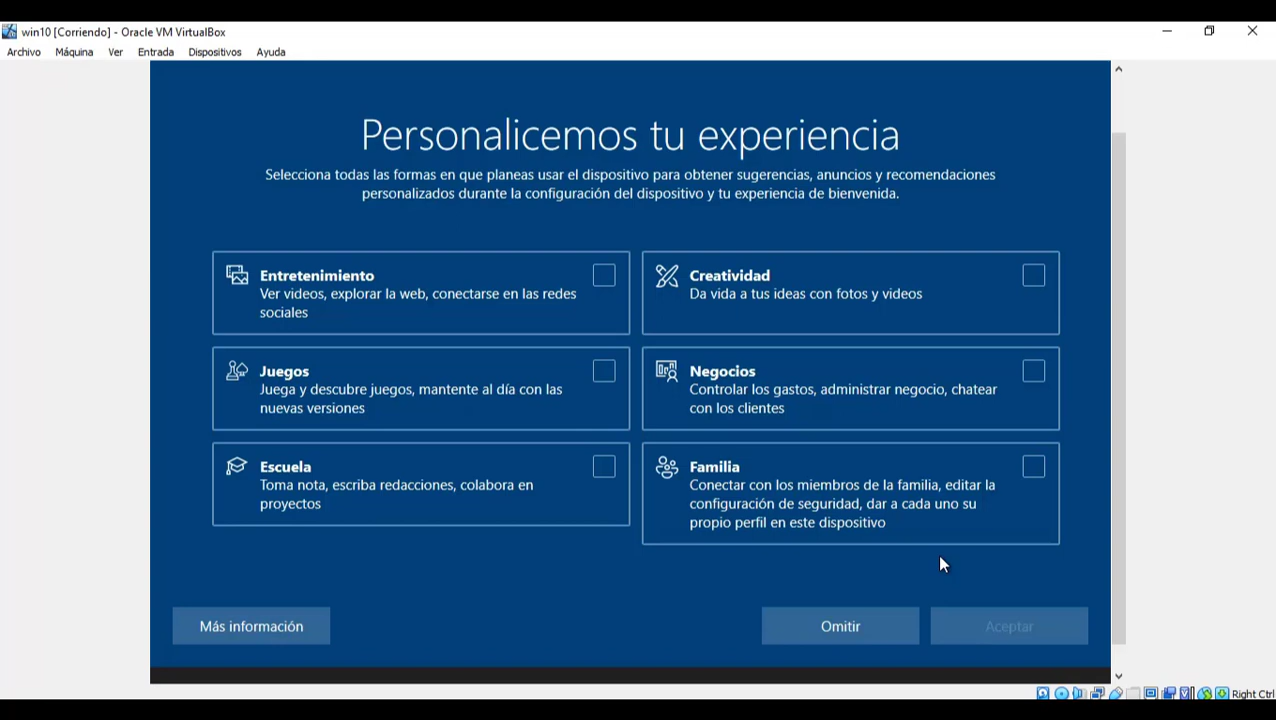 win10 [Corriendo] - Oracle VM VirtualBox
Archivo Máquina Ver Entrada Dispositivos Ayuda
Personalicemos tu experiencia
Selecciona todas las formas en que planeas usar el dispositivo para obtener sugerencias, anuncios y recomendaciones
personalizados durante la configuración del dispositivo y tu experiencia de bienvenida.
Entretenimiento
Ver videos, explorar la web, conectarse en las redes
sociales
Creatividad
Da vida a tus ideas con fotos y videos
Juegos
Juega y descubre juegos, mantente al día con las
nuevas versiones
Negocios
Controlar los gastos, administrar negocio, chatear
con los clientes
Escuela
Toma nota, escriba redacciones, colabora en
proyectos
Familia
Conectar con los miembros de la familia, editar la
configuración de seguridad, dar a cada uno su
propio perfil en este dispositivo
Más información
Omitir
Aceptar
Right Ctrl